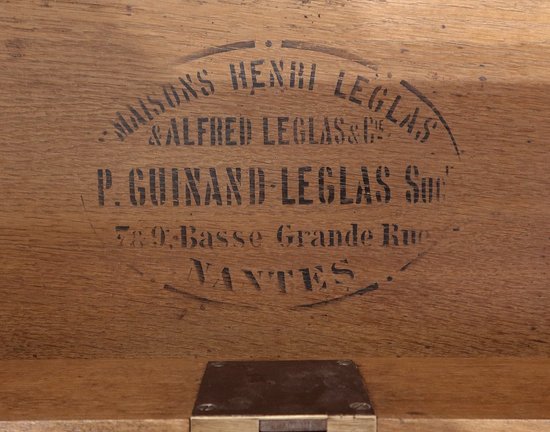 MAISONS HENRI LEGLAS
& ALFRED LEGLAS & Cie
P. GUINAND-LEGLAS Sucr
7 & 9, Basse Grande Rue
NANTES